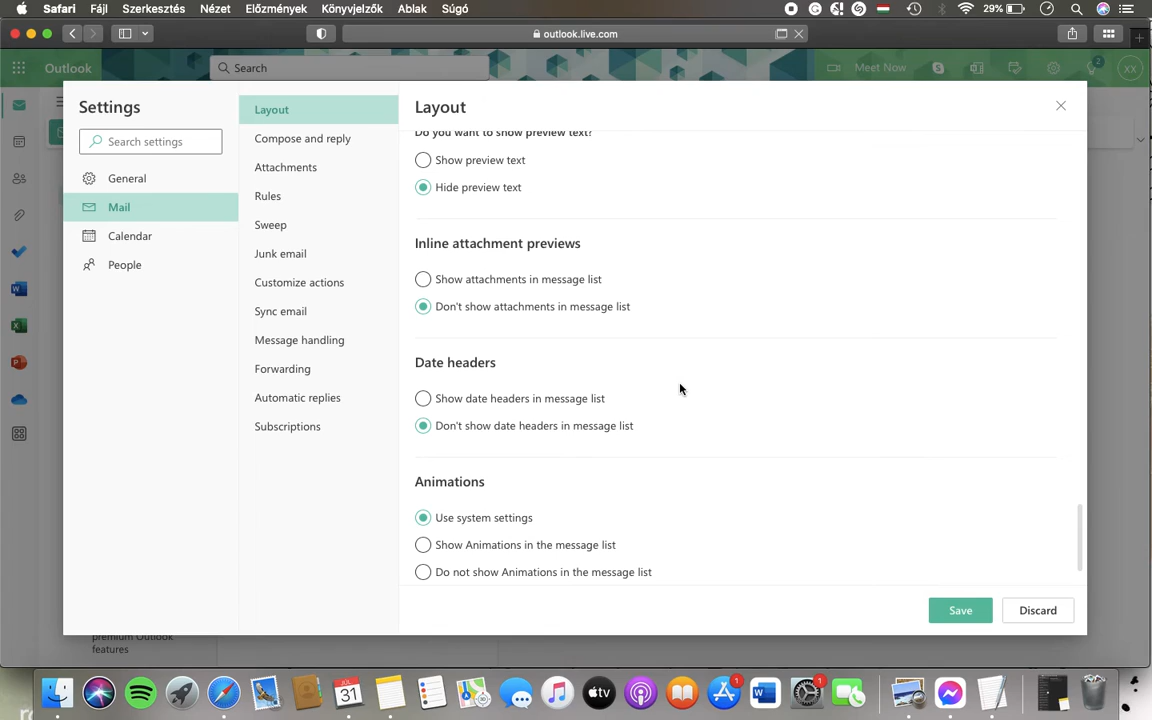 Safari Fájl Szerkesztés Nézet Előzmények Könyvjelzők Ablak Súgó 29%
outlook.live.com
Outlook Search Meet Now 2 XX
Settings
Search settings
General
Mail
Calendar
People
Layout
Compose and reply
Attachments
Rules
Sweep
Junk email
Customize actions
Sync email
Message handling
Forwarding
Automatic replies
Subscriptions
Layout
Do you want to show preview text?
Show preview text
Hide preview text
Inline attachment previews
Show attachments in message list
Don't show attachments in message list
Date headers
Show date headers in message list
Don't show date headers in message list
Animations
Use system settings
Show Animations in the message list
Do not show Animations in the message list
Save Discard
premium Outlook
features
31
tv
1
1